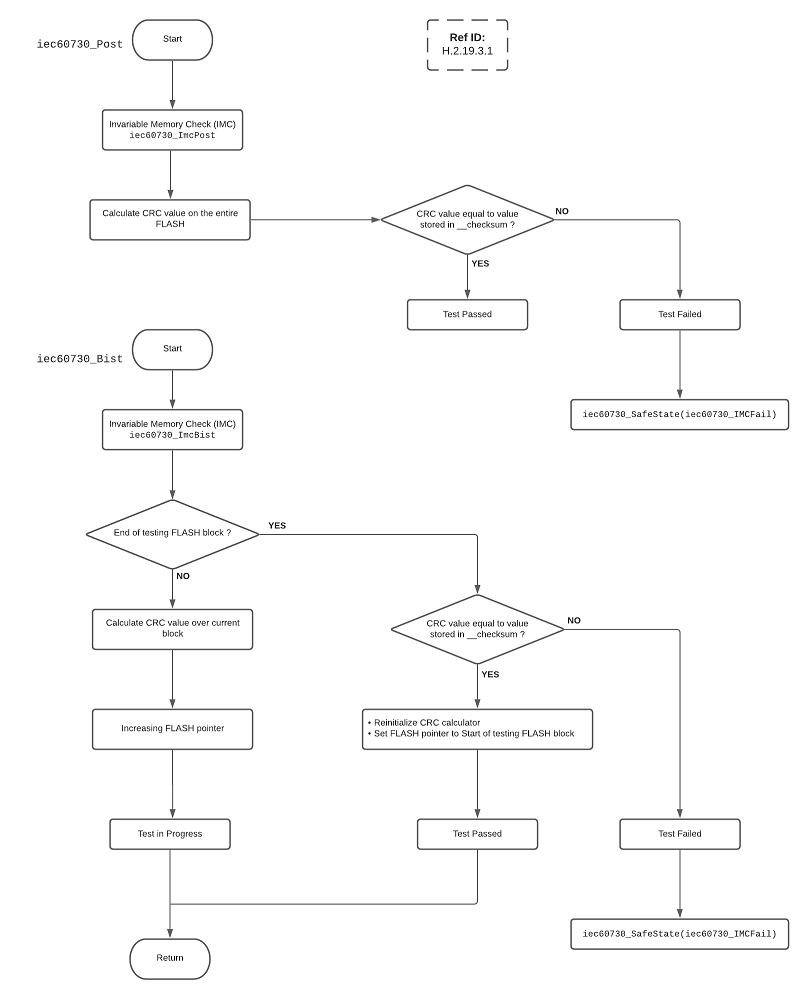 iec60730_Post
Start
Ref ID:
H.2.19.3.1
Invariable Memory Check (IMC)
iec60730_ImcPost
Calculate CRC value on the entire
FLASH
CRC value equal to value
stored in __checksum ?
NO
YES
Test Passed
Test Failed
iec60730_SafeState(iec60730_IMCFail)
iec60730_Bist
Start
Invariable Memory Check (IMC)
iec60730_ImcBist
End of testing FLASH block ?
YES
NO
Calculate CRC value over current
block
CRC value equal to value
stored in __checksum ?
NO
YES
Increasing FLASH pointer
• Reinitialize CRC calculator
• Set FLASH pointer to Start of testing FLASH block
Test in Progress
Test Passed
Test Failed
iec60730_SafeState(iec60730_IMCFail)
Return